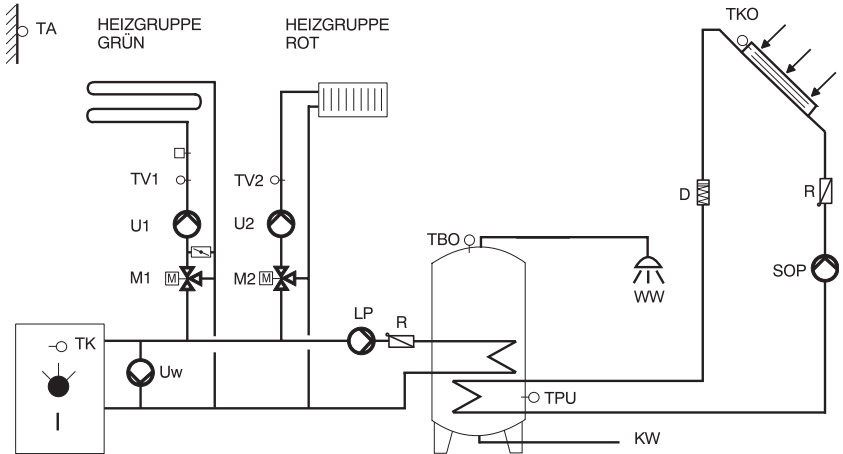 TA
HEIZGRUPPE
GRÜN
HEIZGRUPPE
ROT
TKO
TV1
TV2
D
R
U1
U2
TBO
M1
M
M2
M
WW
SOP
LP
R
TK
Uw
TPU
KW